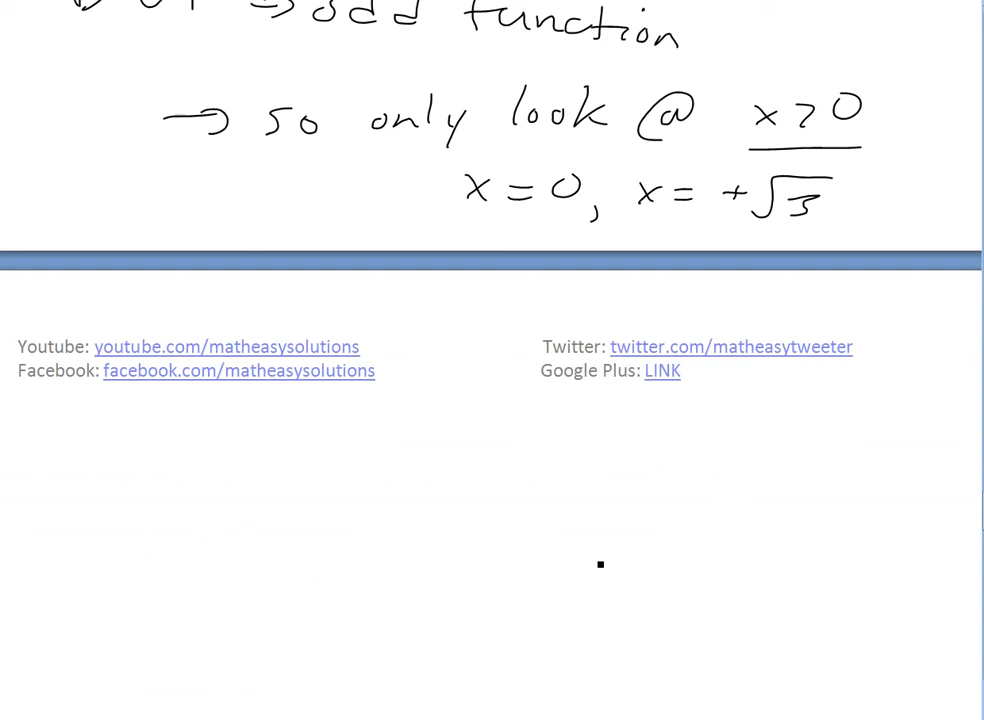 → odd function
→ so only look @ x > 0
x = 0, x = +√3
Youtube: youtube.com/matheasysolutions Twitter: twitter.com/matheasytweeter
Facebook: facebook.com/matheasysolutions Google Plus: LINK